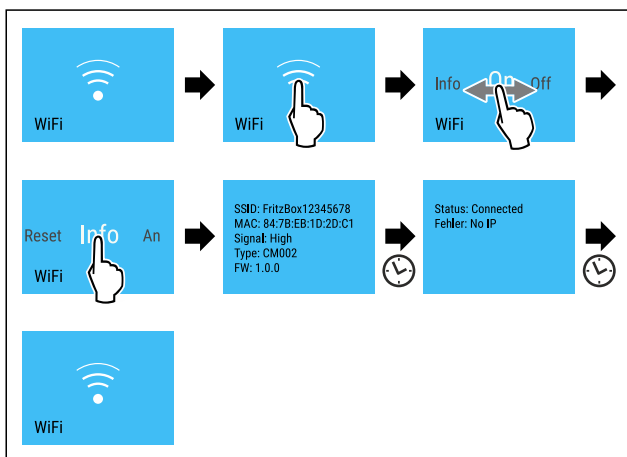 WiFi
WiFi
Info On Off
WiFi
Reset Info An
WiFi
SSID: FritzBox12345678
MAC: 84:7B:EB:1D:2D:C1
Signal: High
Type: CM002
FW: 1.0.0
Status: Connected
Fehler: No IP
WiFi